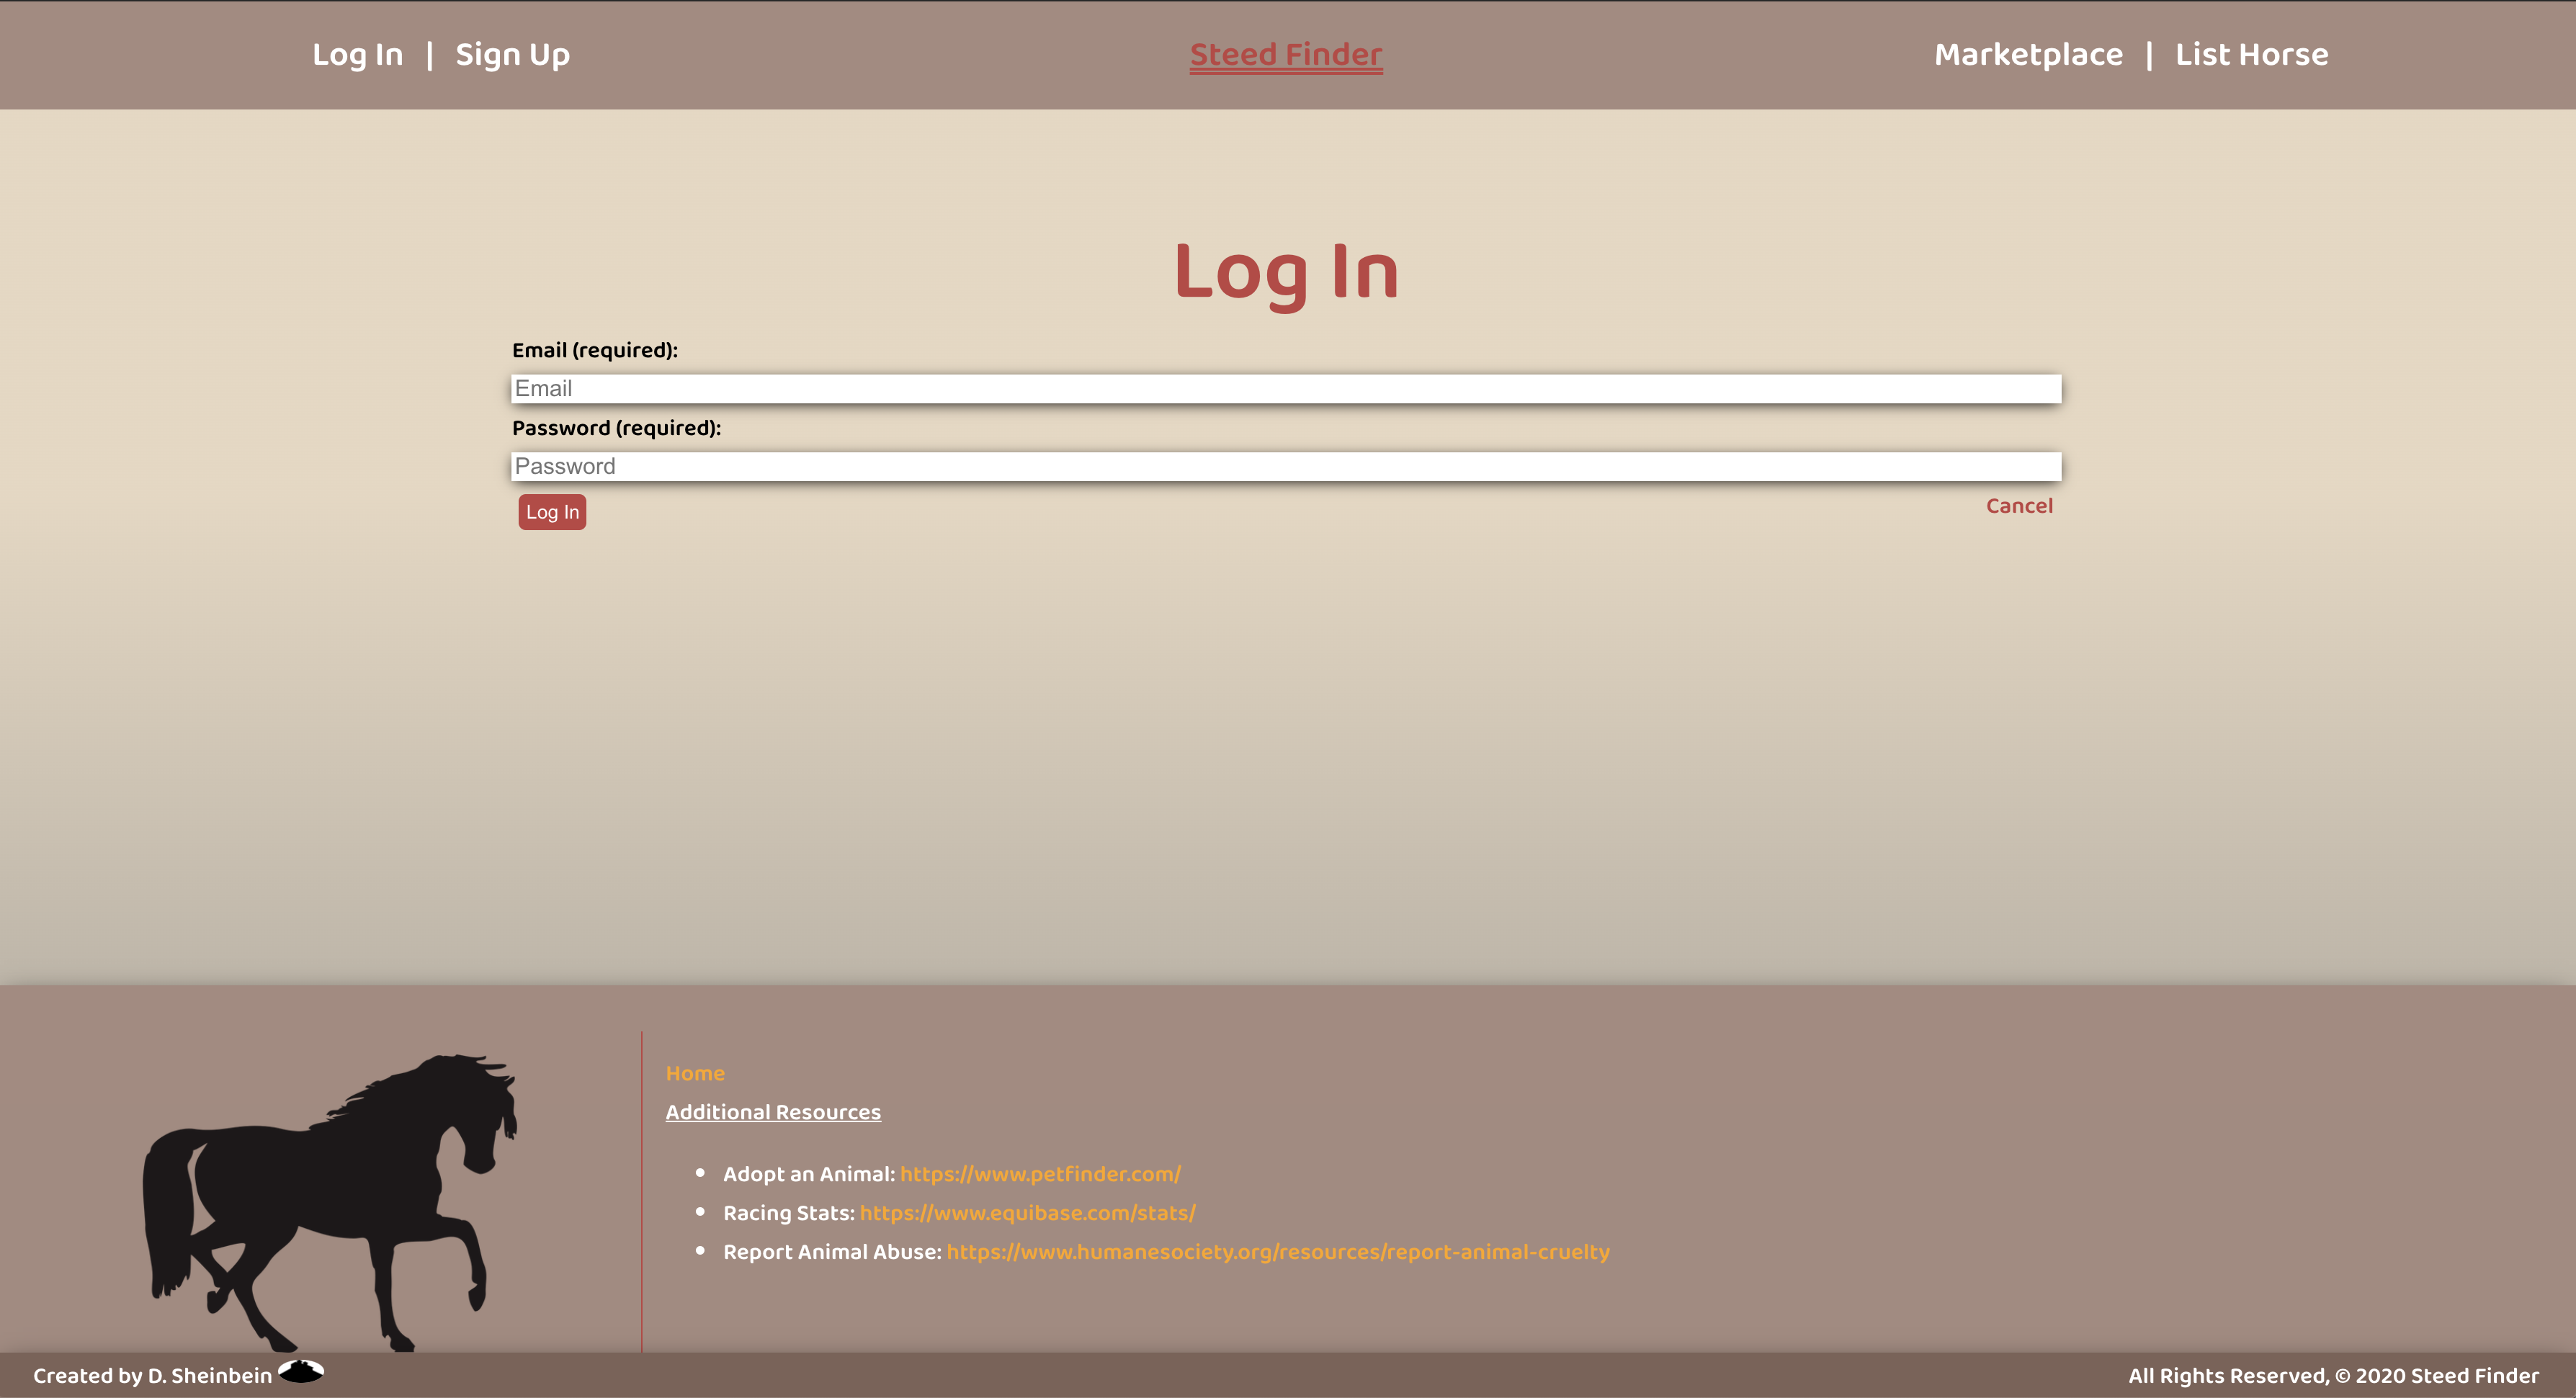 Log In | Sign Up
Steed Finder
Marketplace | List Horse
Log In
Email (required):
Email
Password (required):
Password
Log In
Cancel
Home
Additional Resources
• Adopt an Animal: https://www.petfinder.com/
• Racing Stats: https://www.equibase.com/stats/
• Report Animal Abuse: https://www.humanesociety.org/resources/report-animal-cruelty
Created by D. Sheinbein
All Rights Reserved, © 2020 Steed Finder